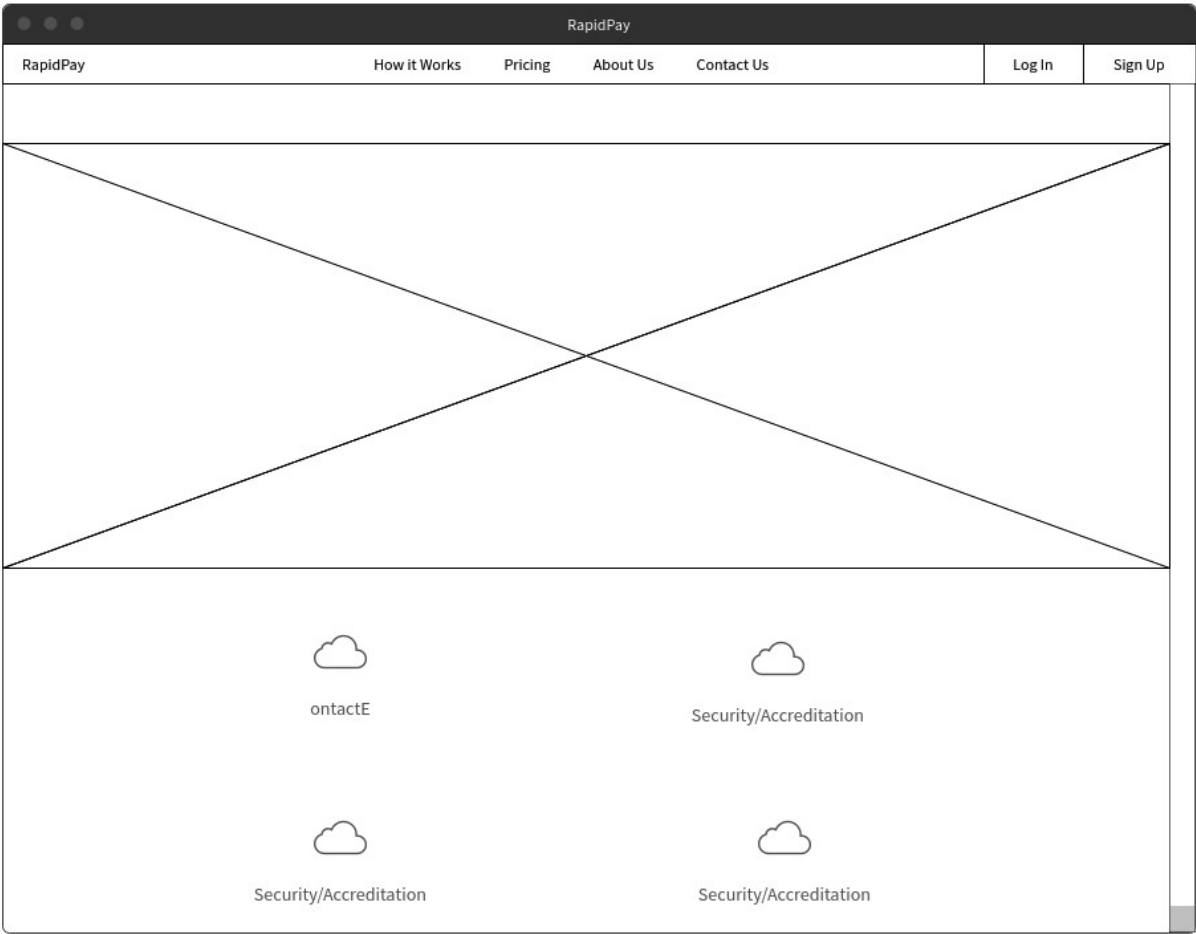 RapidPay
RapidPay How it Works Pricing About Us Contact Us Log In Sign Up
ontactE Security/Accreditation
Security/Accreditation Security/Accreditation